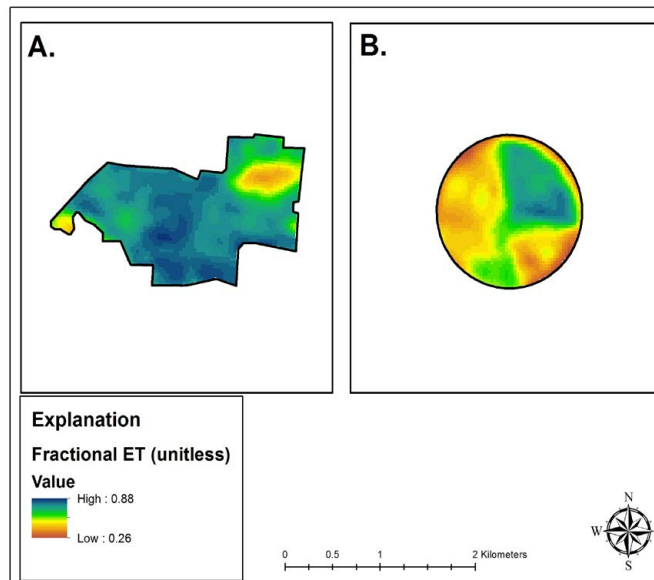 A.
B.
Explanation
Fractional ET (unitless)
Value
High : 0.88
Low : 0.26
0 0.5 1 2 Kilometers
N
W E
S